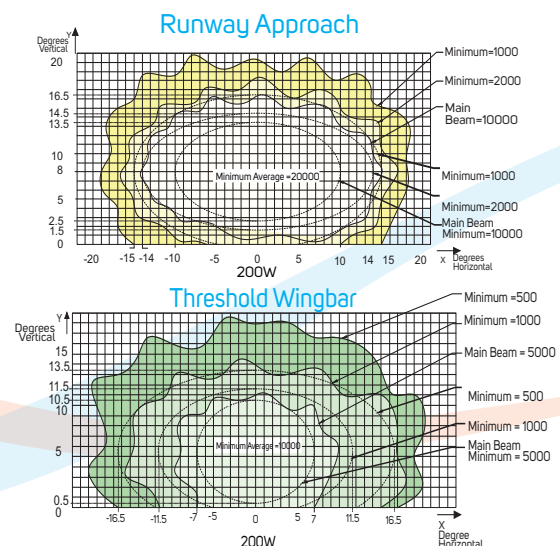 Runway Approach
Y
Degrees
Vertical
20
16.5
14.5
13.5
10
8
5
2.5
1.5
0
Minimum Average =20000
-20 -15 -14 -10 -5 0 5 10 14 15 20 21
X Degrees
Horizontal
200W
Minimum=1000
Minimum=2000
Main
Beam=10000
Minimum=1000
Minimum=2000
Main Beam
Minimum=10000
Threshold Wingbar
Y
Degrees
Vertical
15
13.5
11.5
10
5
0.5
0
Minimum Average =10000
-16.5 -11.5 -7 -5 0 5 7 11.5 16.5
X
Degree
Horizontal
200W
Minimum =500
Minimum =1000
Main Beam = 5000
Minimum = 500
Minimum = 1000
Main Beam
Minimum = 5000